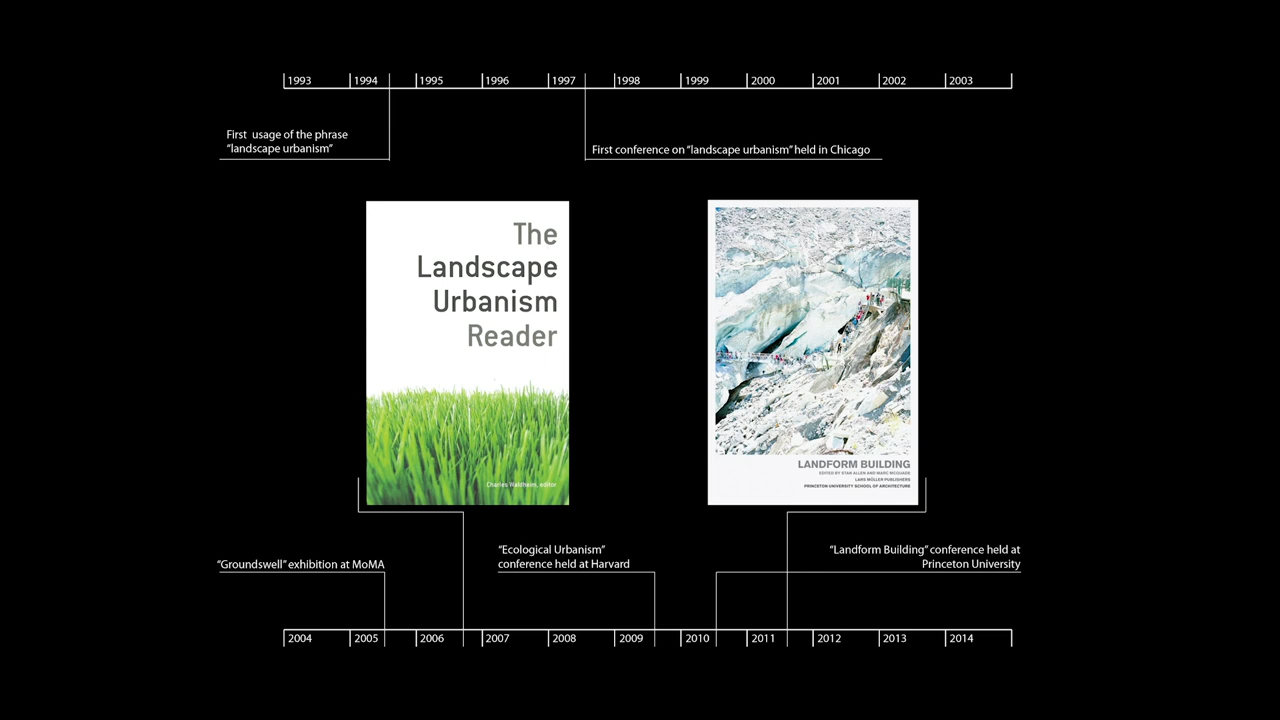 1993 1994 1995 1996 1997 1998 1999 2000 2001 2002 2003
First usage of the phrase
“landscape urbanism”
First conference on “landscape urbanism” held in Chicago
The
Landscape
Urbanism
Reader
Charles Waldheim, editor
LANDFORM BUILDING
EDITED BY STAN ALLEN AND MARC MCQUADE
LARS MÜLLER PUBLISHERS
PRINCETON UNIVERSITY SCHOOL OF ARCHITECTURE
“Groundswell” exhibition at MoMA
“Ecological Urbanism”
conference held at Harvard
“Landform Building” conference held at
Princeton University
2004 2005 2006 2007 2008 2009 2010 2011 2012 2013 2014